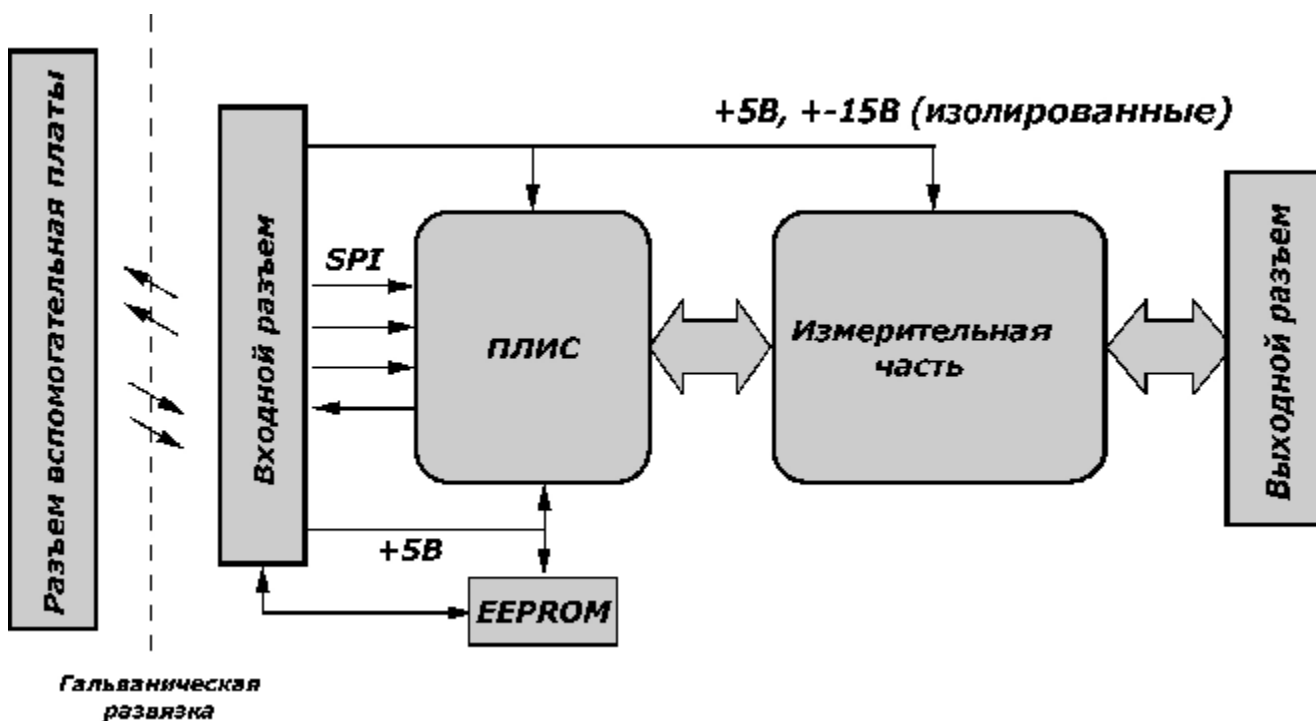 Разъем вспомогательная платы
Гальваническая
развязка
Входной разъем
+5В, +-15В (изолированные)
SPI
ПЛИС
Измерительная
часть
Выходной разъем
+5В
EEPROM